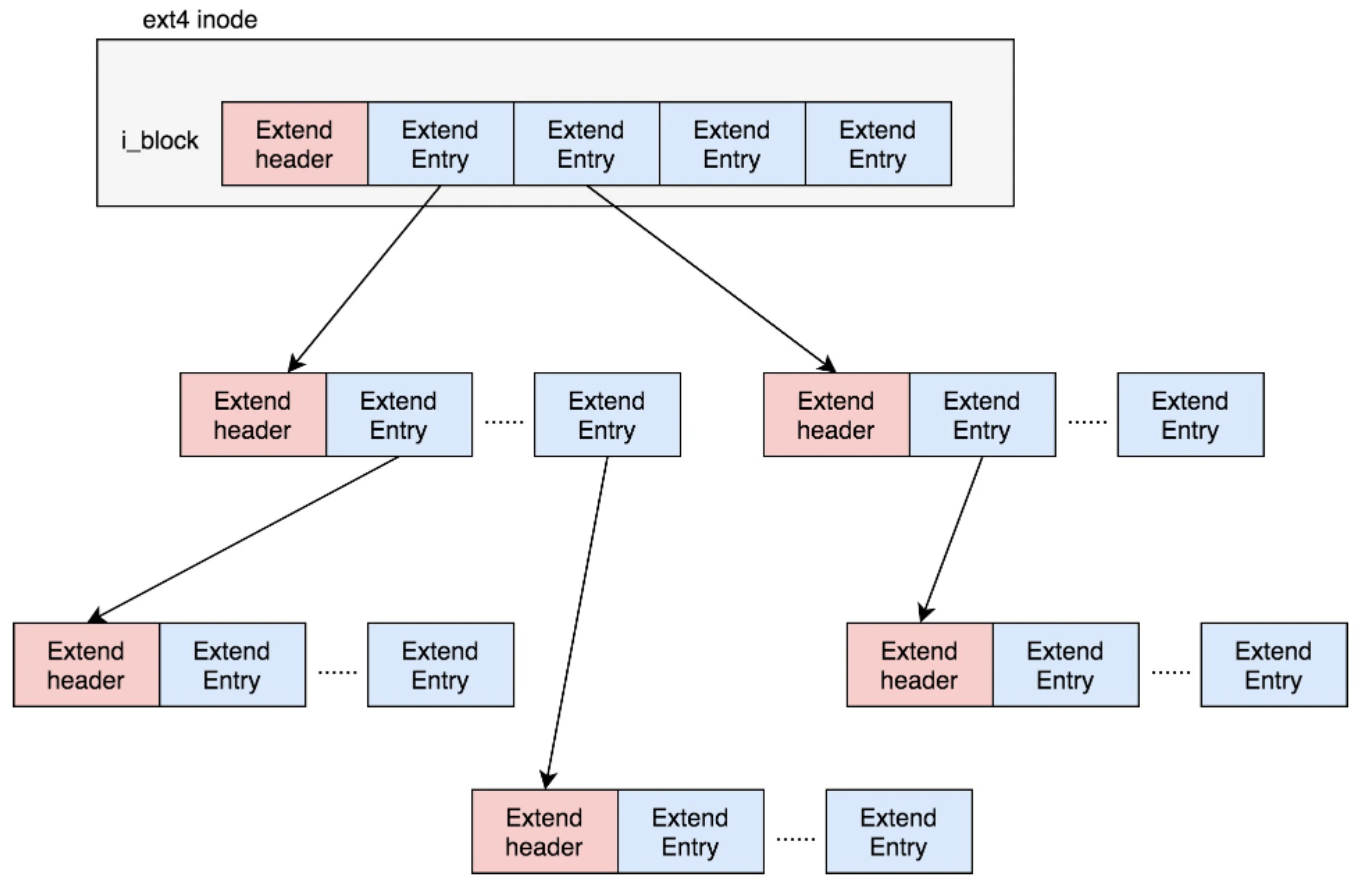 ext4 inode
i_block
Extend
header
Extend
Entry
Extend
Entry
Extend
Entry
Extend
Entry
Extend
header
Extend
Entry
......
Extend
Entry
Extend
header
Extend
Entry
......
Extend
Entry
Extend
header
Extend
Entry
......
Extend
Entry
Extend
header
Extend
Entry
......
Extend
Entry
Extend
header
Extend
Entry
......
Extend
Entry